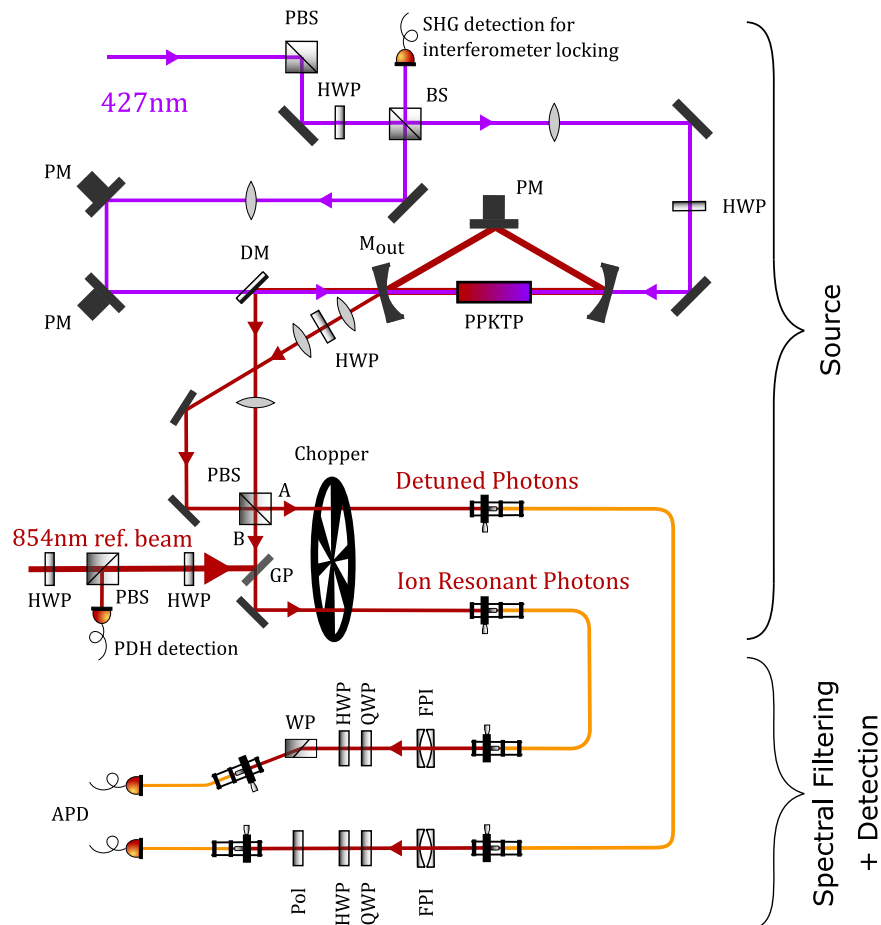 PBS
SHG detection for
interferometer locking
427nm
HWP
BS
PM
PM
HWP
DM
Mout
PM
PPKTP
HWP
Source
Chopper
PBS
A
Detuned Photons
854nm ref. beam
B
GP
Ion Resonant Photons
HWP
PBS
HWP
PDH detection
WP
HWP
QWP
FPI
APD
Pol
HWP
QWP
FPI
Spectral Filtering
+ Detection